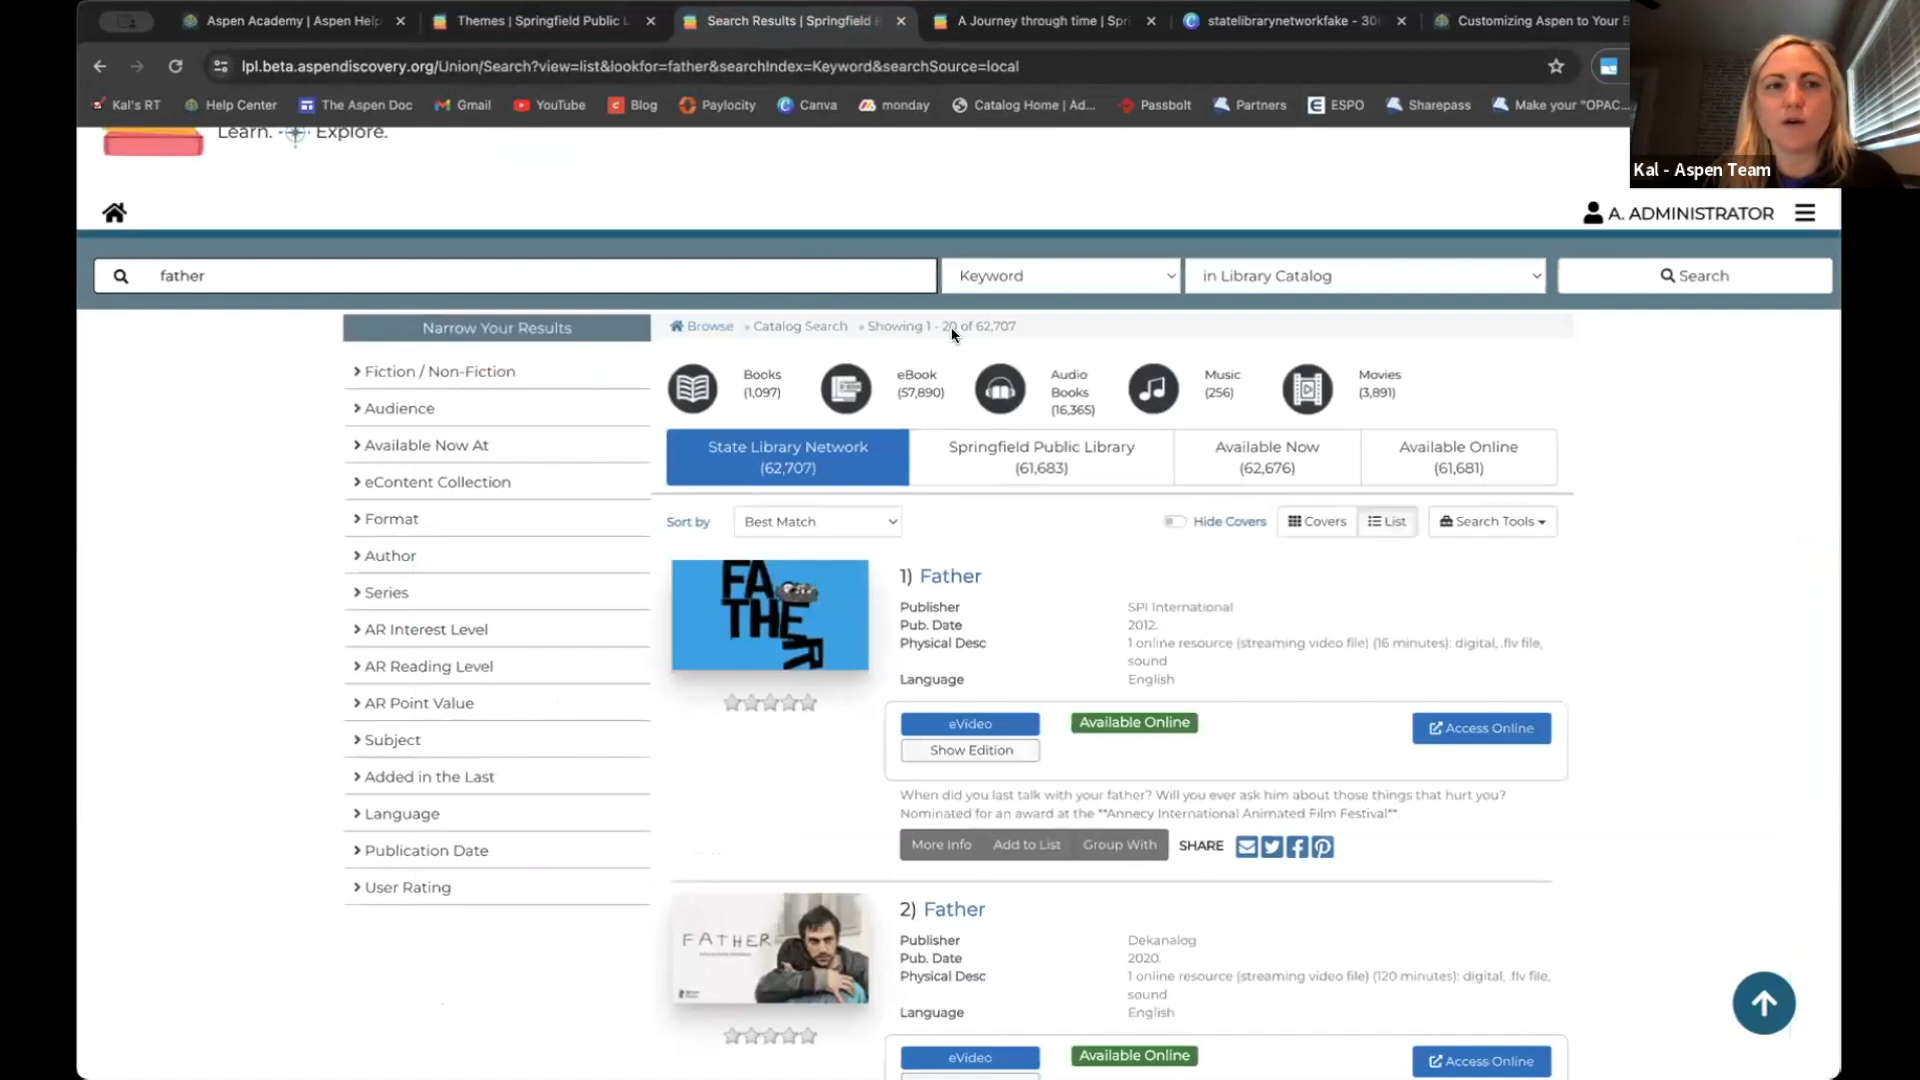 Aspen Academy | Aspen Help
Themes | Springfield Public L
Search Results | Springfield P
A Journey through time | Spr
statelibrarynetworkfake - 30
Customizing Aspen to Your B
lpl.beta.aspendiscovery.org/Union/Search?view=list&lookfor=father&searchIndex=Keyword&searchSource=local
Kal's RT
Help Center
The Aspen Doc
Gmail
YouTube
Blog
Paylocity
Canva
monday
Catalog Home | Ad...
Passbolt
Partners
ESPO
Sharepass
Make your "OPAC...
Kal - Aspen Team
Learn. Explore.
A. ADMINISTRATOR
father
Keyword
in Library Catalog
Search
Narrow Your Results
Fiction / Non-Fiction
Audience
Available Now At
eContent Collection
Format
Author
Series
AR Interest Level
AR Reading Level
AR Point Value
Subject
Added in the Last
Language
Publication Date
User Rating
Browse » Catalog Search » Showing 1 - 20 of 62,707
Books
(1,097)
eBook
(57,890)
Audio
Books
(16,365)
Music
(256)
Movies
(3,891)
State Library Network
(62,707)
Springfield Public Library
(61,683)
Available Now
(62,676)
Available Online
(61,681)
Sort by
Best Match
Hide Covers
Covers
List
Search Tools
FA
THE
R
1) Father
Publisher SPI International
Pub. Date 2012.
Physical Desc 1 online resource (streaming video file) (16 minutes): digital, .flv file,
sound
Language English
eVideo
Available Online
Access Online
Show Edition
When did you last talk with your father? Will you ever ask him about those things that hurt you?
Nominated for an award at the **Annecy International Animated Film Festival**
More Info
Add to List
Group With
SHARE
FATHER
2) Father
Publisher Dekanalog
Pub. Date 2020.
Physical Desc 1 online resource (streaming video file) (120 minutes): digital, .flv file,
sound
Language English
eVideo
Available Online
Access Online